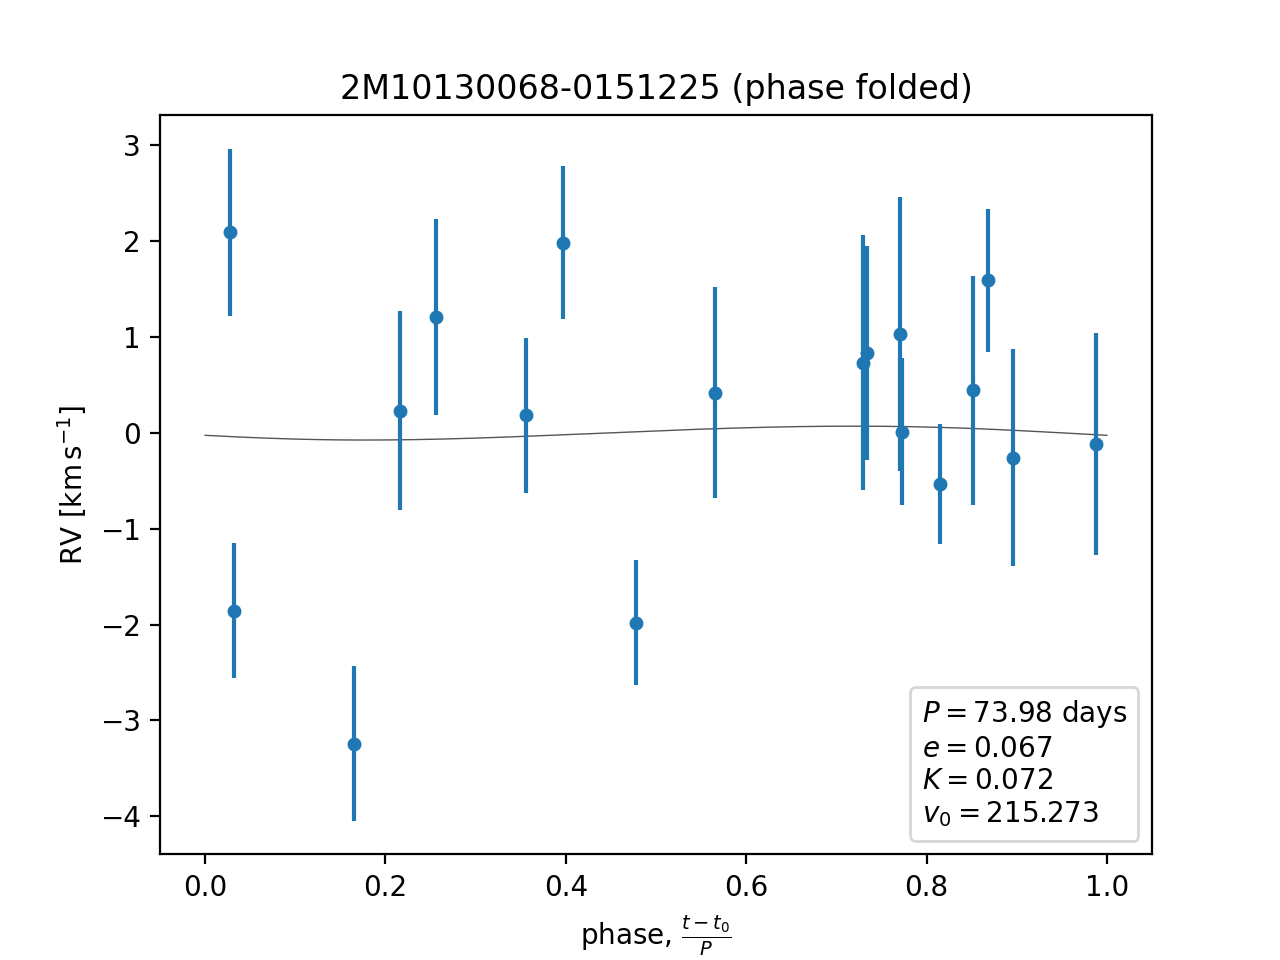 2M10130068-0151225 (phase folded)
RV [km s⁻¹]
3
2
1
0
−1
−2
−3
−4
P = 73.98 days
e = 0.067
K = 0.072
v₀ = 215.273
0.0 0.2 0.4 0.6 0.8 1.0
phase, (t − t₀)/P